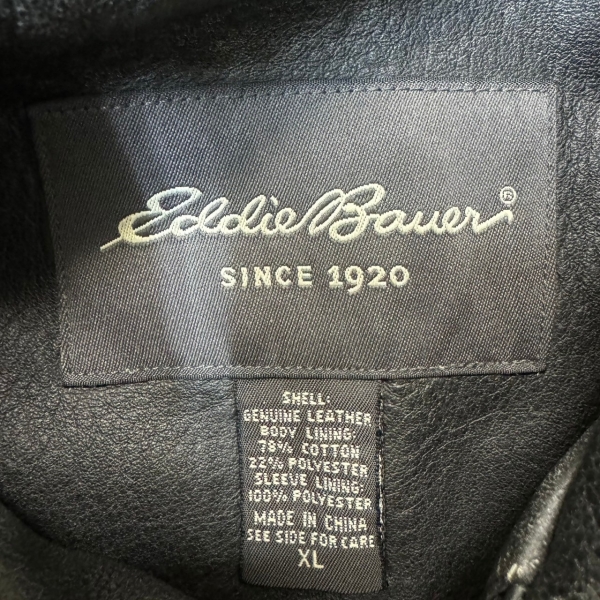 Eddie Bauer®
SINCE 1920
SHELL:
GENUINE LEATHER
BODY LINING:
78% COTTON
22% POLYESTER
SLEEVE LINING:
100% POLYESTER
MADE IN CHINA
SEE SIDE FOR CARE
XL